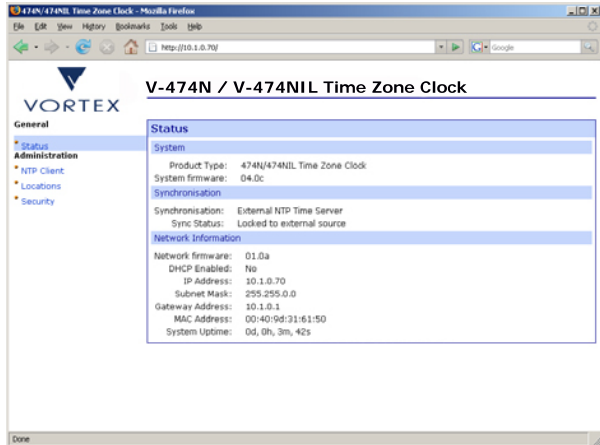 474N/474NIL Time Zone Clock - Mozilla Firefox
File Edit View History Bookmarks Tools Help
http://10.1.0.70/
Google
VORTEX
V-474N / V-474NIL Time Zone Clock
General
Status
Administration
NTP Client
Locations
Security
Status
System
Product Type: 474N/474NIL Time Zone Clock
System firmware: 04.0c
Synchronisation
Synchronisation: External NTP Time Server
Sync Status: Locked to external source
Network Information
Network firmware: 01.0a
DHCP Enabled: No
IP Address: 10.1.0.70
Subnet Mask: 255.255.0.0
Gateway Address: 10.1.0.1
MAC Address: 00:40:9d:31:61:50
System Uptime: 0d, 0h, 3m, 42s
Done